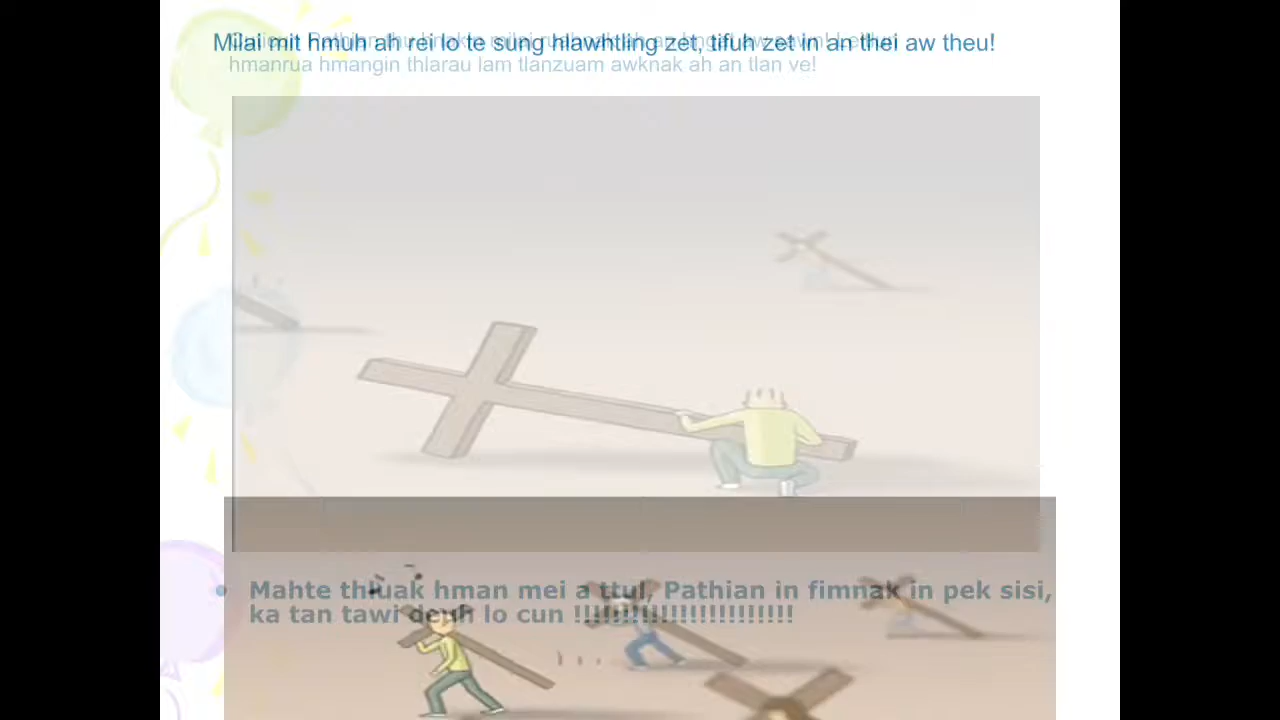 Milai mit hmuh ah rei lo te sung hlawhtling zet, tifuh zet in an thei aw theu!
hmanrua hmangin thlarau lam tlanzuam awknak ah an tlan ve!
Mahte thluak hman mei a ttul, Pathian in fimnak in pek sisi,
ka tan tawi deuh lo cun !!!!!!!!!!!!!!!!!!!!!!!